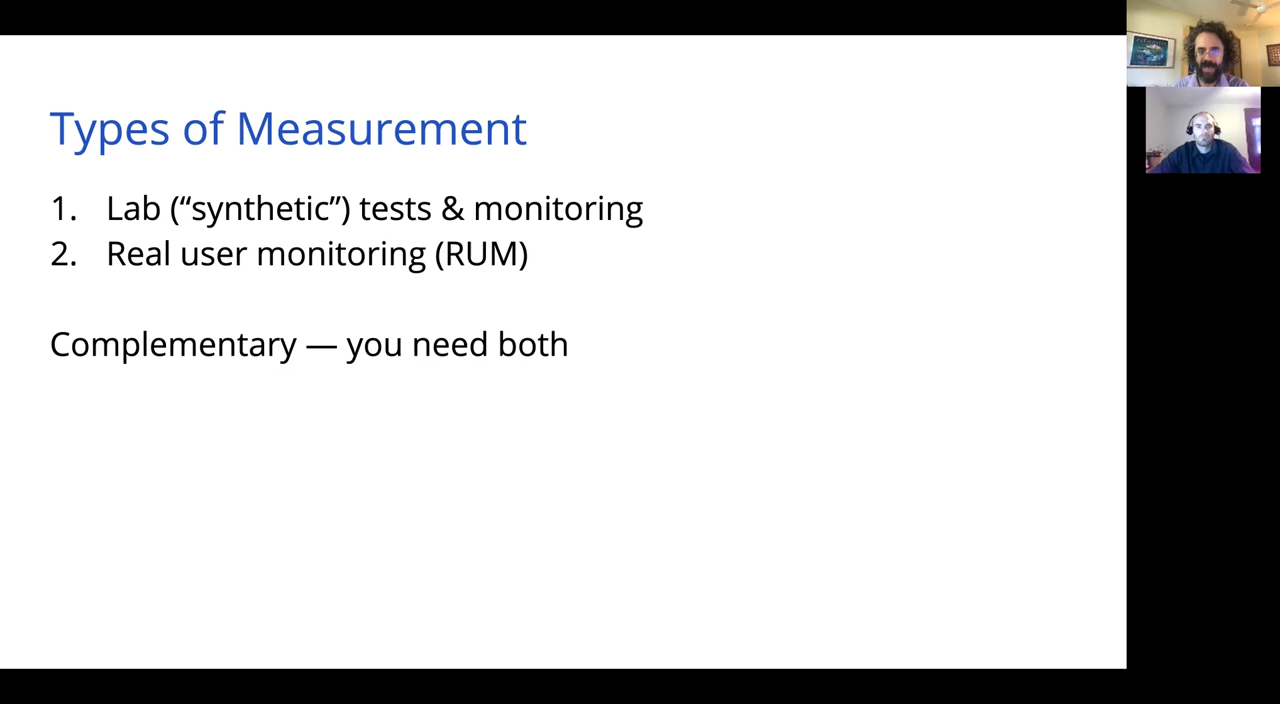 Types of Measurement
1. Lab (“synthetic”) tests & monitoring
2. Real user monitoring (RUM)
Complementary — you need both